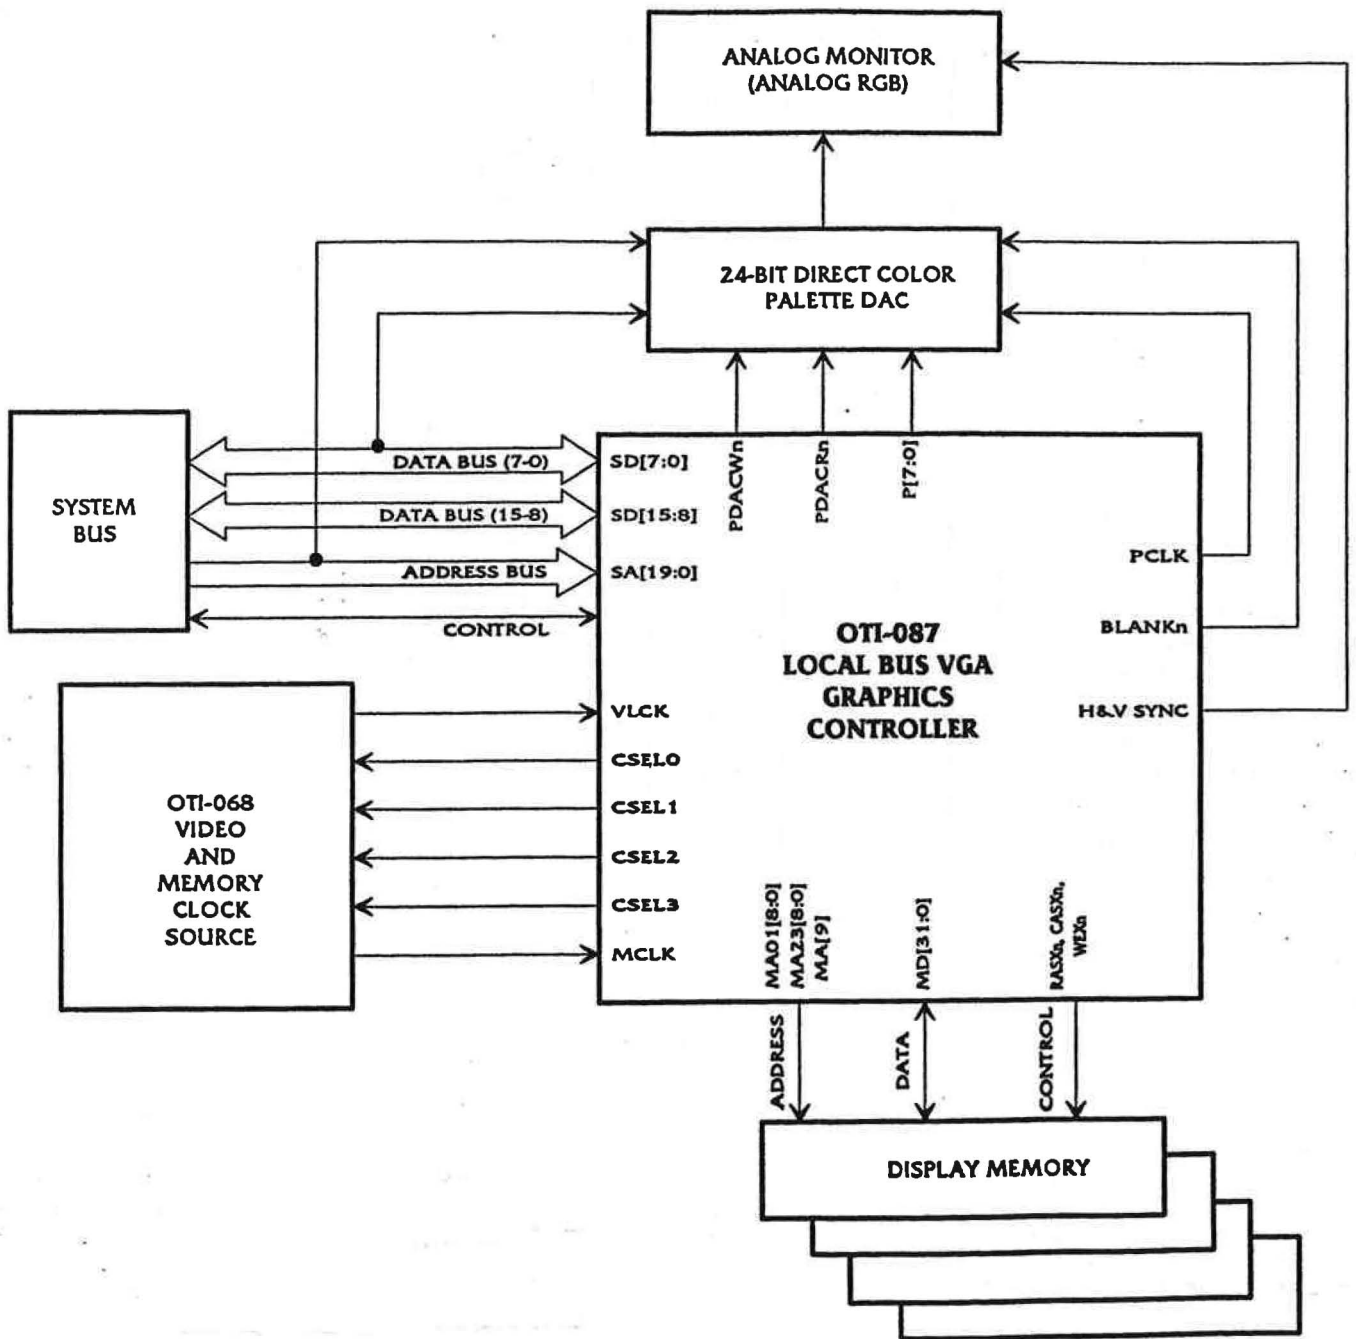 ANALOG MONITOR
(ANALOG RGB)
24-BIT DIRECT COLOR
PALETTE DAC
SYSTEM
BUS
DATA BUS (7-0)
DATA BUS (15-8)
ADDRESS BUS
CONTROL
SD[7:0]
SD[15:8]
SA[19:0]
PDACWn
PDACRn
P[7:0]
PCLK
BLANKn
H&V SYNC
OTI-087
LOCAL BUS VGA
GRAPHICS
CONTROLLER
VLCK
CSEL0
CSEL1
CSEL2
CSEL3
MCLK
OTI-068
VIDEO
AND
MEMORY
CLOCK
SOURCE
MA01[8:0]
MA23[8:0]
MA[9]
MD[31:0]
RASXn, CASXn,
WEXn
ADDRESS
DATA
CONTROL
DISPLAY MEMORY